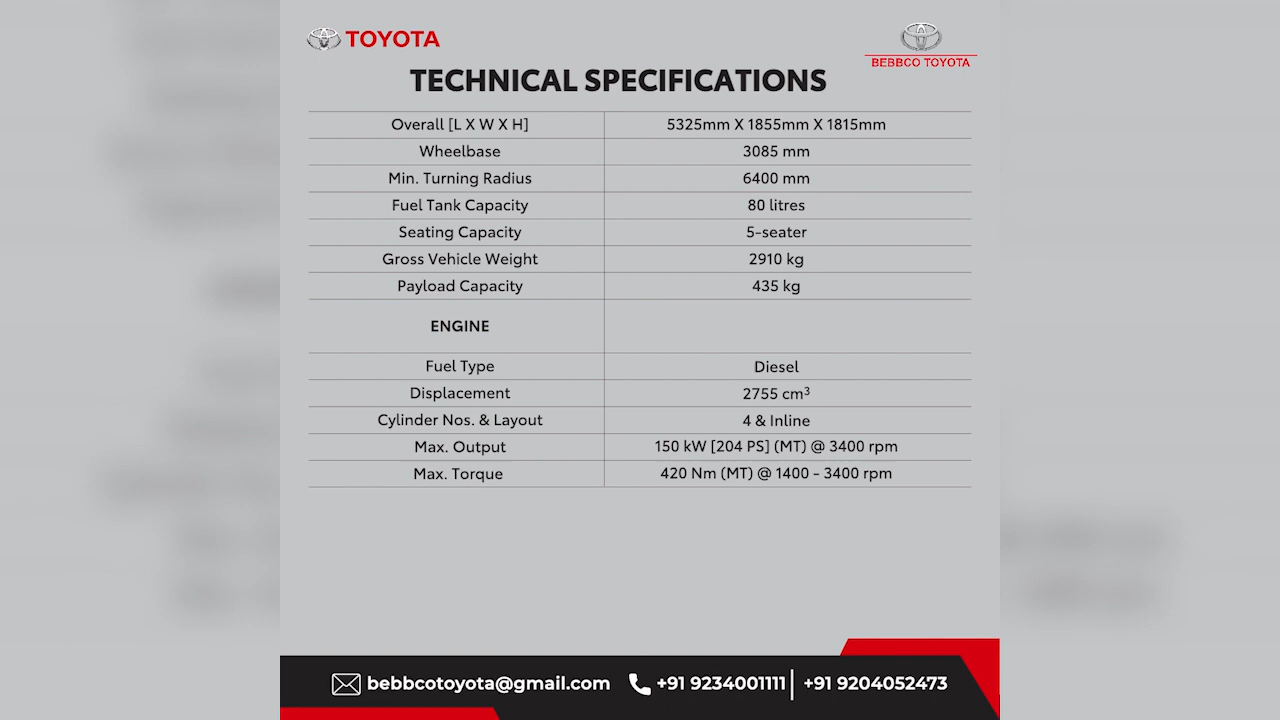 TOYOTA
BEBBCO TOYOTA
TECHNICAL SPECIFICATIONS
Overall [L X W X H] 5325mm X 1855mm X 1815mm
Wheelbase 3085 mm
Min. Turning Radius 6400 mm
Fuel Tank Capacity 80 litres
Seating Capacity 5-seater
Gross Vehicle Weight 2910 kg
Payload Capacity 435 kg
ENGINE
Fuel Type Diesel
Displacement 2755 cm³
Cylinder Nos. & Layout 4 & Inline
Max. Output 150 kW [204 PS] (MT) @ 3400 rpm
Max. Torque 420 Nm (MT) @ 1400 - 3400 rpm
bebbcotoyota@gmail.com +91 9234001111 | +91 9204052473